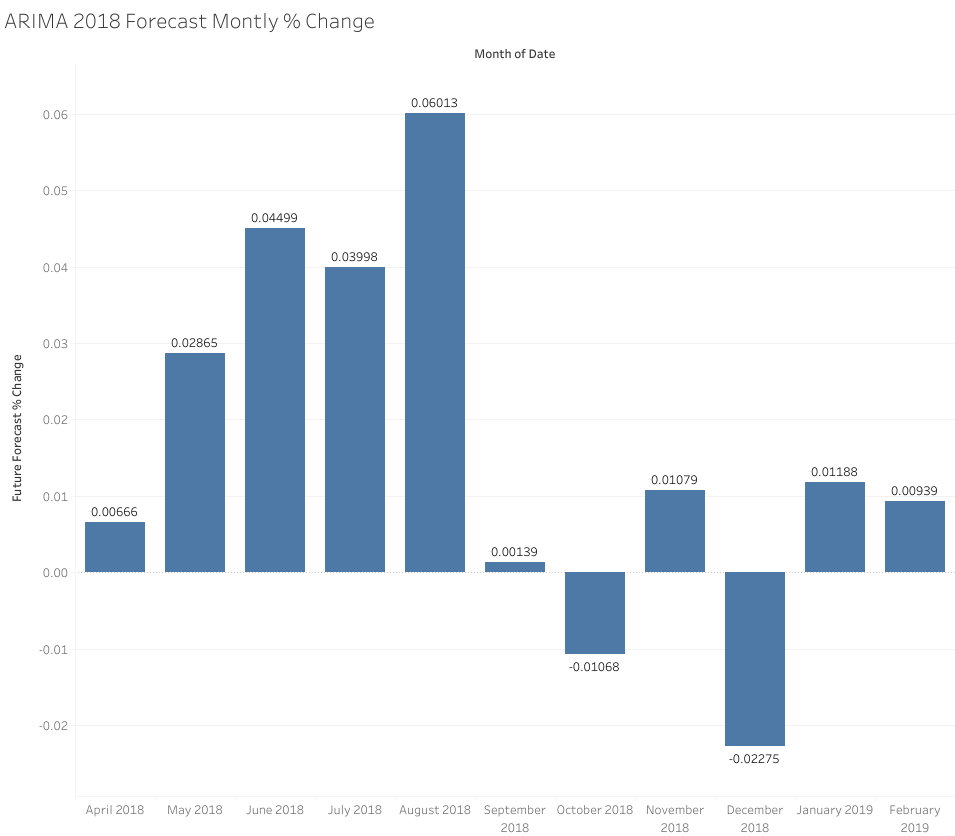 ARIMA 2018 Forecast Montly % Change
Month of Date
0.06
0.05
0.04
0.03
0.02
0.01
0.00
-0.01
-0.02
Future Forecast % Change
0.00666
0.02865
0.04499
0.03998
0.06013
0.00139
-0.01068
0.01079
-0.02275
0.01188
0.00939
April 2018
May 2018
June 2018
July 2018
August 2018
September
2018
October 2018
November
2018
December
2018
January 2019
February
2019